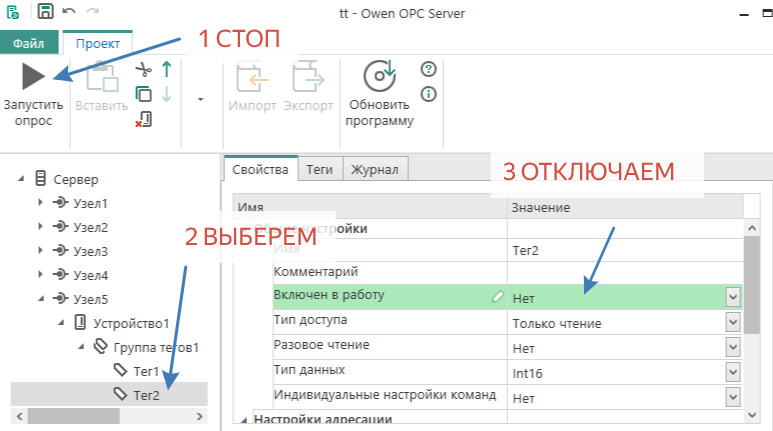 tt - Owen OPC Server
Файл
Проект
1 СТОП
Запустить опрос
Вставить
Импорт
Экспорт
Обновить программу
Сервер
Узел1
Узел2
Узел3
Узел4
Узел5
Устройство1
Группа тегов1
Тег1
Тег2
2 ВЫБЕРЕМ
3 ОТКЛЮЧАЕМ
Свойства
Теги
Журнал
Имя
Значение
Общие настройки
Имя
Тег2
Комментарий
Включен в работу
Нет
Тип доступа
Только чтение
Разовое чтение
Нет
Тип данных
Int16
Индивидуальные настройки команд
Нет
Настройки адресации